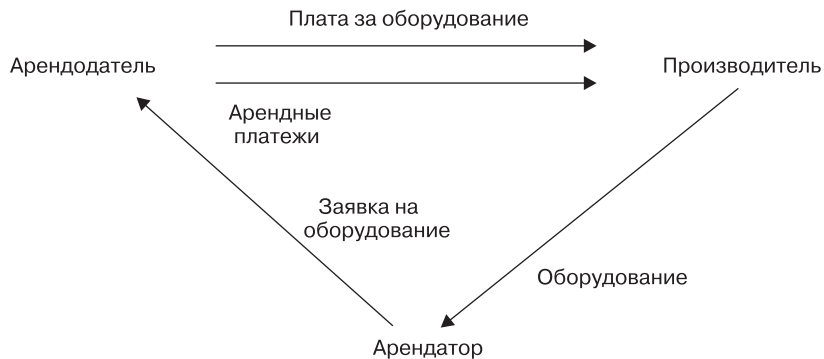 Плата за оборудование
Арендодатель
Производитель
Арендные
платежи
Заявка на
оборудование
Оборудование
Арендатор